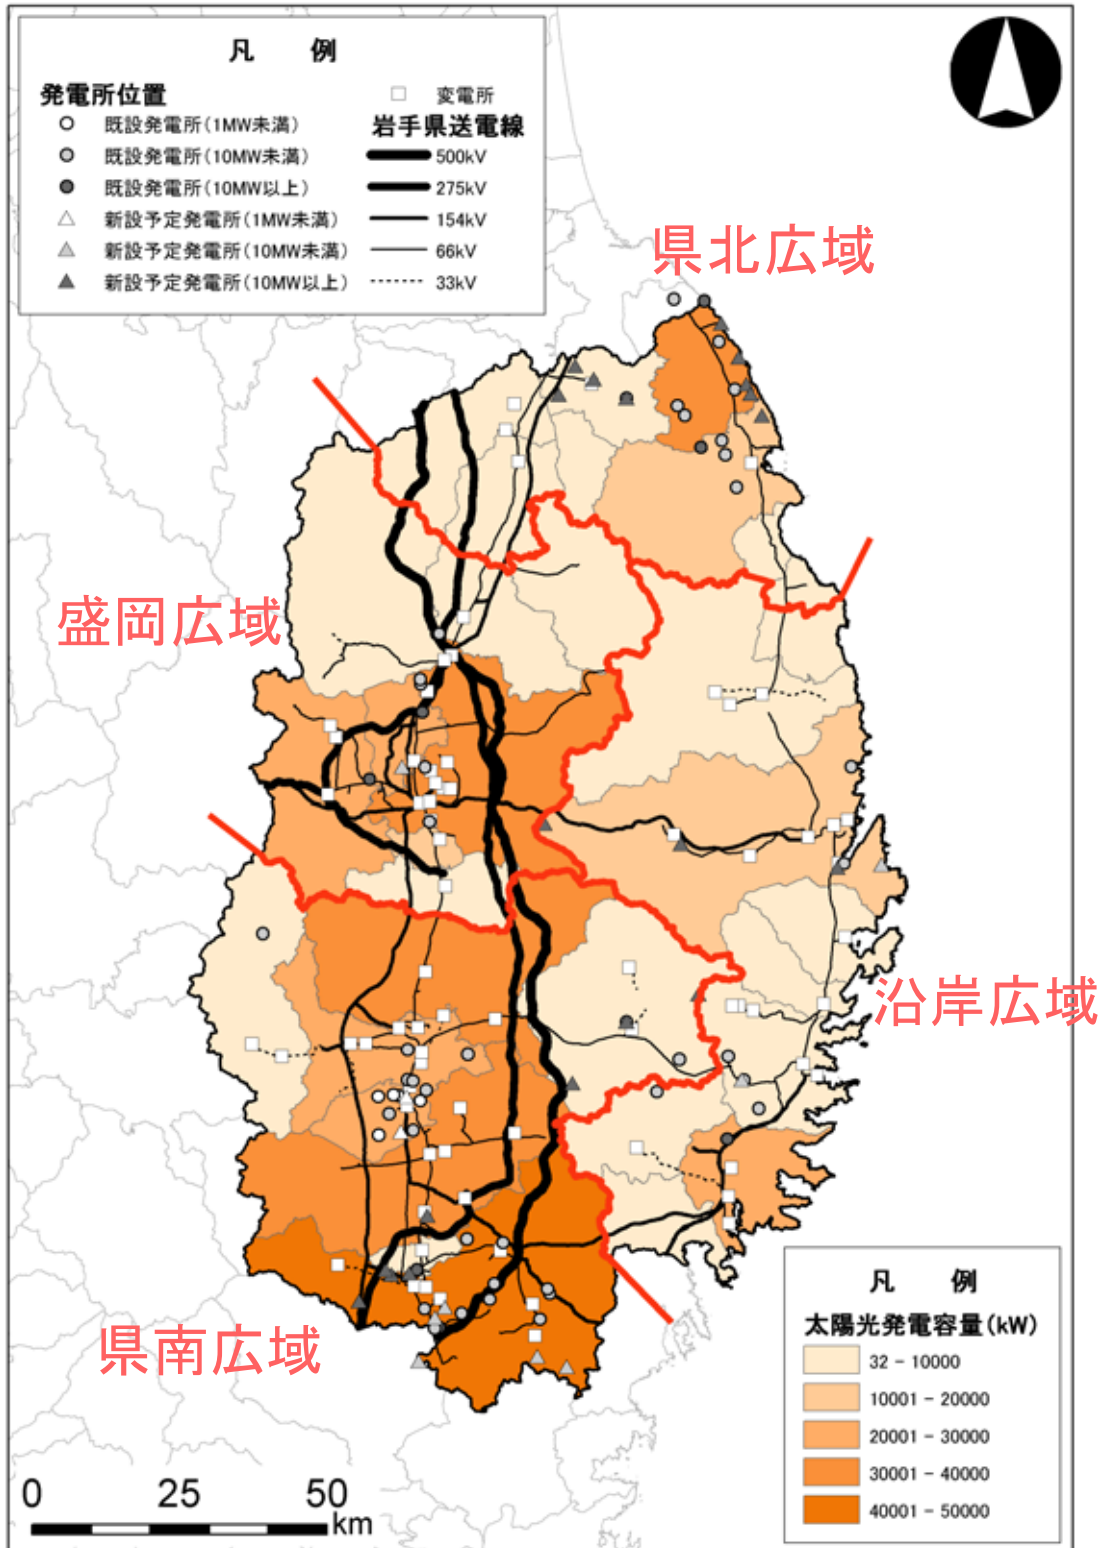 凡 例
発電所位置
既設発電所(1MW未満)
既設発電所(10MW未満)
既設発電所(10MW以上)
新設予定発電所(1MW未満)
新設予定発電所(10MW未満)
新設予定発電所(10MW以上)
変電所
岩手県送電線
500kV
275kV
154kV
66kV
33kV
県北広域
盛岡広域
沿岸広域
県南広域
凡 例
太陽光発電容量(kW)
32 - 10000
10001 - 20000
20001 - 30000
30001 - 40000
40001 - 50000
0 25 50
km